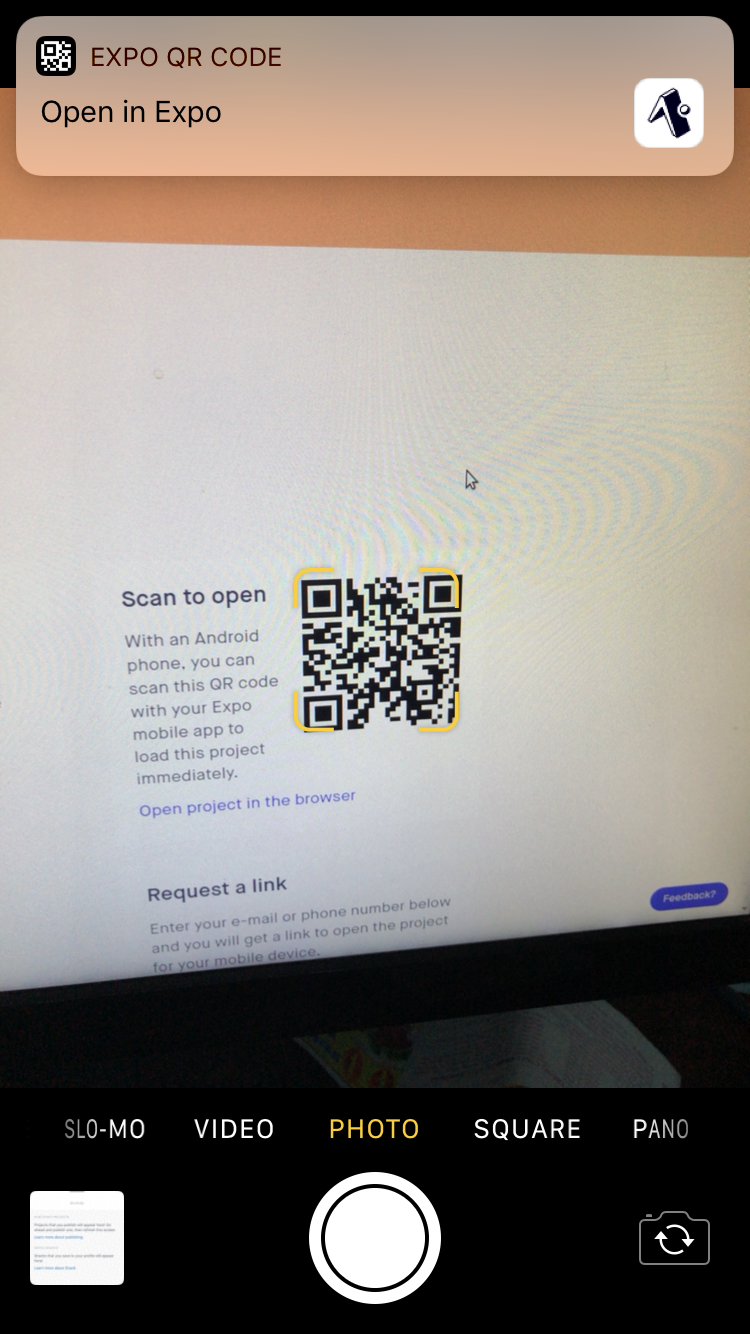 EXPO QR CODE
Open in Expo
Scan to open
With an Android
phone, you can
scan this QR code
with your Expo
mobile app to
load this project
immediately.
Open project in the browser
Request a link
Enter your e-mail or phone number below
and you will get a link to open the project
for your mobile device.
Feedback?
SLO-MO
VIDEO
PHOTO
SQUARE
PANO